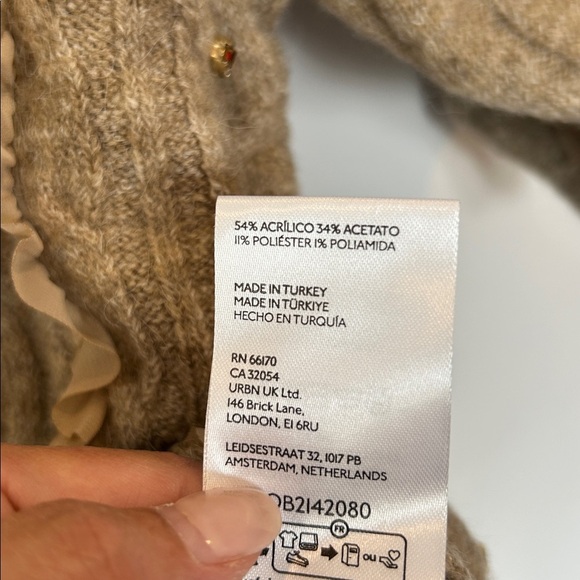 54% ACRÍLICO 34% ACETATO
11% POLIÉSTER 1% POLIAMIDA
MADE IN TURKEY
MADE IN TÜRKIYE
HECHO EN TURQUÍA
RN 66170
CA 32054
URBN UK Ltd.
146 Brick Lane,
LONDON, E1 6RU
LEIDSESTRAAT 32, 1017 PB
AMSTERDAM, NETHERLANDS
OB2142080
FR
ou